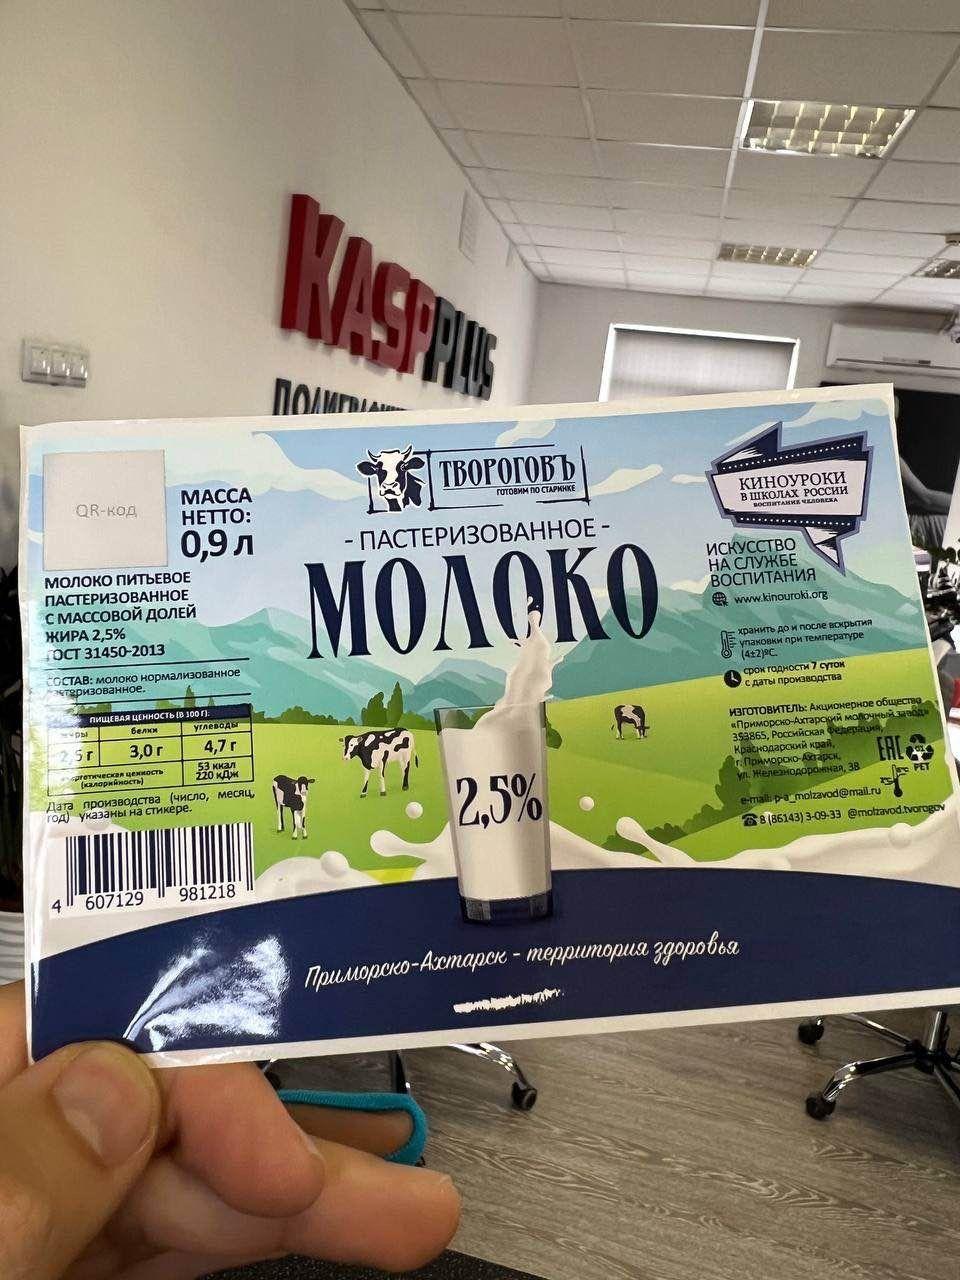 KASPPLUS
QR-код
МАССА
НЕТТО:
0,9 л
МОЛОКО ПИТЬЕВОЕ
ПАСТЕРИЗОВАННОЕ
С МАССОВОЙ ДОЛЕЙ
ЖИРА 2,5%
ГОСТ 31450-2013
СОСТАВ: молоко нормализованное
пастеризованное.
ПИЩЕВАЯ ЦЕННОСТЬ (В 100 Г):
жиры белки углеводы
2,5 г 3,0 г 4,7 г
энергетическая ценность
(калорийность)
53 ккал
220 кДж
Дата производства (число, месяц,
год) указаны на стикере.
4 607129 981218
ТВОРОГОВЪ
ГОТОВИМ ПО СТАРИНКЕ
- ПАСТЕРИЗОВАННОЕ -
МОЛОКО
2,5%
Приморско-Ахтарск - территория здоровья
КИНОУРОКИ
В ШКОЛАХ РОССИИ
ВОСПИТАНИЕ ЧЕЛОВЕКА
ИСКУССТВО
НА СЛУЖБЕ
ВОСПИТАНИЯ
www.kinouroki.org
хранить до и после вскрытия
упаковки при температуре
(4±2)ºС.
срок годности 7 суток
с даты производства
ИЗГОТОВИТЕЛЬ: Акционерное общество
«Приморско-Ахтарский молочный завод»
353865, Российская Федерация,
Краснодарский край,
г. Приморско-Ахтарск,
ул. Железнодорожная, 3В
EAC
01
PET
e-mail: p-a_molzavod@mail.ru
8 (86143) 3-09-33 @molzavod.tvorogov